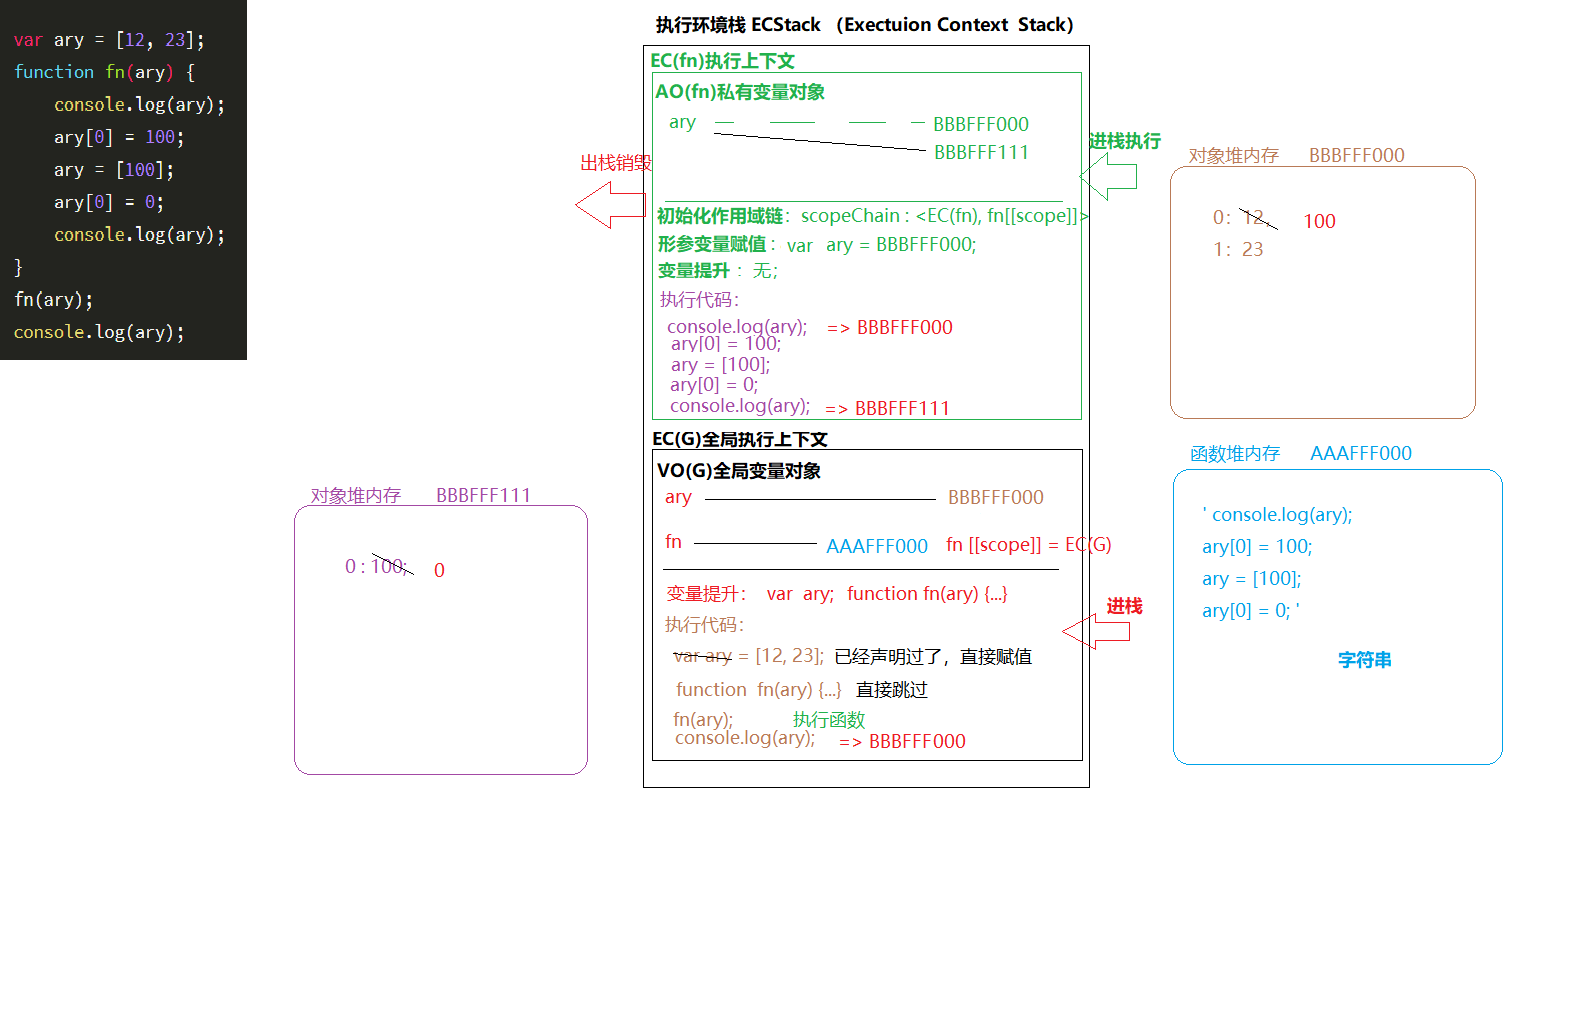 var ary = [12, 23];
function fn(ary) {
    console.log(ary);
    ary[0] = 100;
    ary = [100];
    ary[0] = 0;
    console.log(ary);
}
fn(ary);
console.log(ary);
执行环境栈 ECStack （Exectuion Context Stack）
EC(fn)执行上下文
AO(fn)私有变量对象
ary BBBFFF000
BBBFFF111
初始化作用域链：scopeChain : <EC(fn), fn[[scope]]>
形参变量赋值： var ary = BBBFFF000;
变量提升 ：无；
执行代码：
console.log(ary); => BBBFFF000
ary[0] = 100;
ary = [100];
ary[0] = 0;
console.log(ary); => BBBFFF111
出栈销毁
进栈执行
EC(G)全局执行上下文
VO(G)全局变量对象
ary BBBFFF000
fn AAAFFF000 fn [[scope]] = EC(G)
变量提升： var ary; function fn(ary) {...}
执行代码：
var ary = [12, 23]; 已经声明过了，直接赋值
function fn(ary) {...} 直接跳过
fn(ary); 执行函数
console.log(ary); => BBBFFF000
进栈
对象堆内存 BBBFFF000
0： 12, 100
1： 23
函数堆内存 AAAFFF000
' console.log(ary);
ary[0] = 100;
ary = [100];
ary[0] = 0; '
字符串
对象堆内存 BBBFFF111
0 : 100; 0